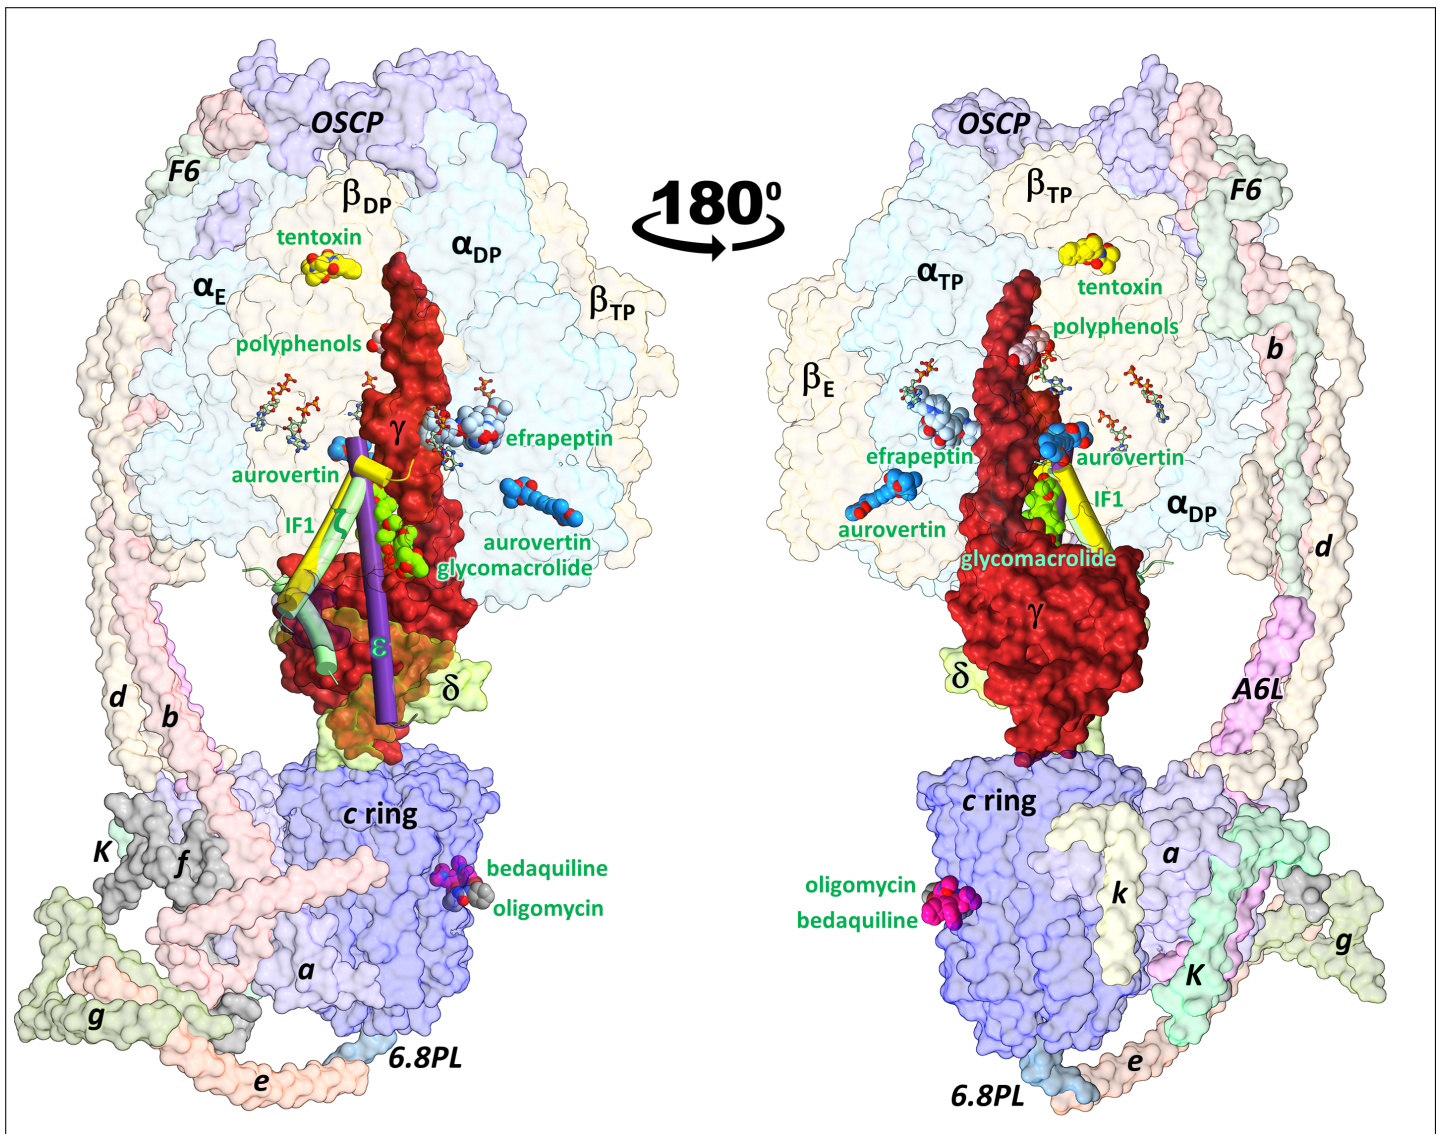 OSCP
F6
βDP
tentoxin
αDP
αE
βTP
polyphenols
γ
efrapeptin
aurovertin
IF1
ζ
aurovertin
glycomacrolide
ε
δ
d
b
c ring
K
f
bedaquiline
oligomycin
a
g
6.8PL
e
180⁰
OSCP
βTP
F6
αTP
tentoxin
polyphenols
b
βE
efrapeptin
aurovertin
IF1
aurovertin
αDP
d
glycomacrolide
γ
δ
A6L
c ring
a
oligomycin
k
bedaquiline
g
K
e
6.8PL